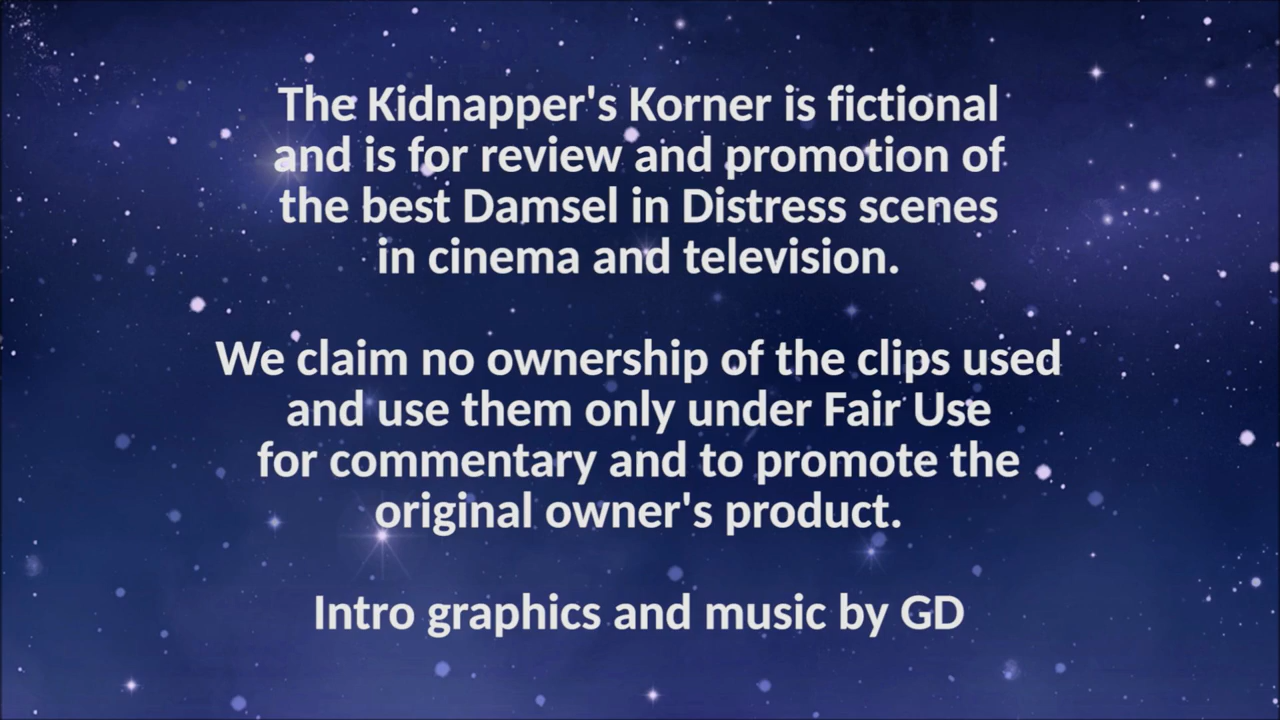 The Kidnapper's Korner is fictional
and is for review and promotion of
the best Damsel in Distress scenes
in cinema and television.
We claim no ownership of the clips used
and use them only under Fair Use
for commentary and to promote the
original owner's product.
Intro graphics and music by GD